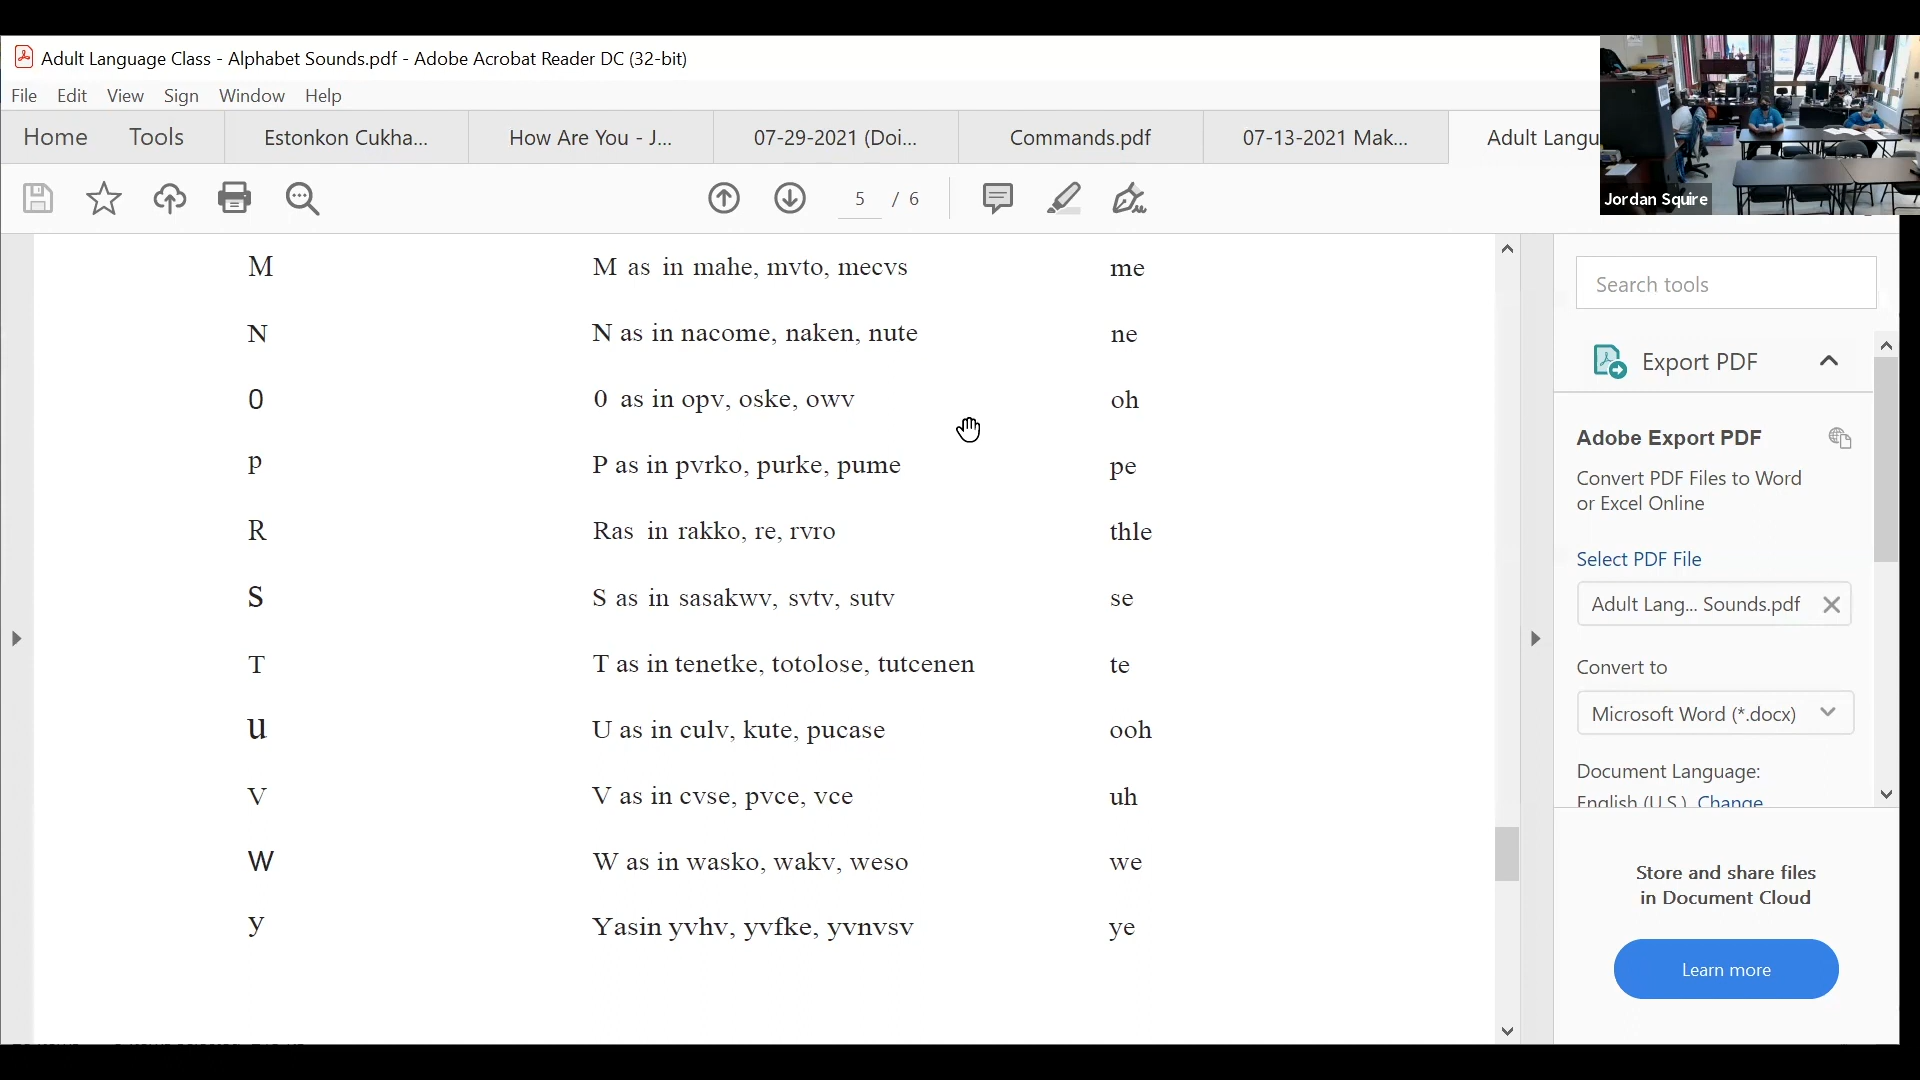 Adult Language Class - Alphabet Sounds.pdf - Adobe Acrobat Reader DC (32-bit)
File Edit View Sign Window Help
Home Tools Estonkon Cukha... How Are You - J... 07-29-2021 (Doi... Commands.pdf 07-13-2021 Mak... Adult Langu
Jordan Squire
5 / 6
M M as in mahe, mvto, mecvs me
N N as in nacome, naken, nute ne
0 0 as in opv, oske, owv oh
p P as in pvrko, purke, pume pe
R Ras in rakko, re, rvro thle
S S as in sasakwv, svtv, sutv se
T T as in tenetke, totolose, tutcenen te
u U as in culv, kute, pucase ooh
V V as in cvse, pvce, vce uh
W W as in wasko, wakv, weso we
y Yasin yvhv, yvfke, yvnvsv ye
Search tools
Export PDF
Adobe Export PDF
Convert PDF Files to Word
or Excel Online
Select PDF File
Adult Lang... Sounds.pdf
Convert to
Microsoft Word (*.docx)
Document Language:
English (U.S.) Change
Store and share files
in Document Cloud
Learn more